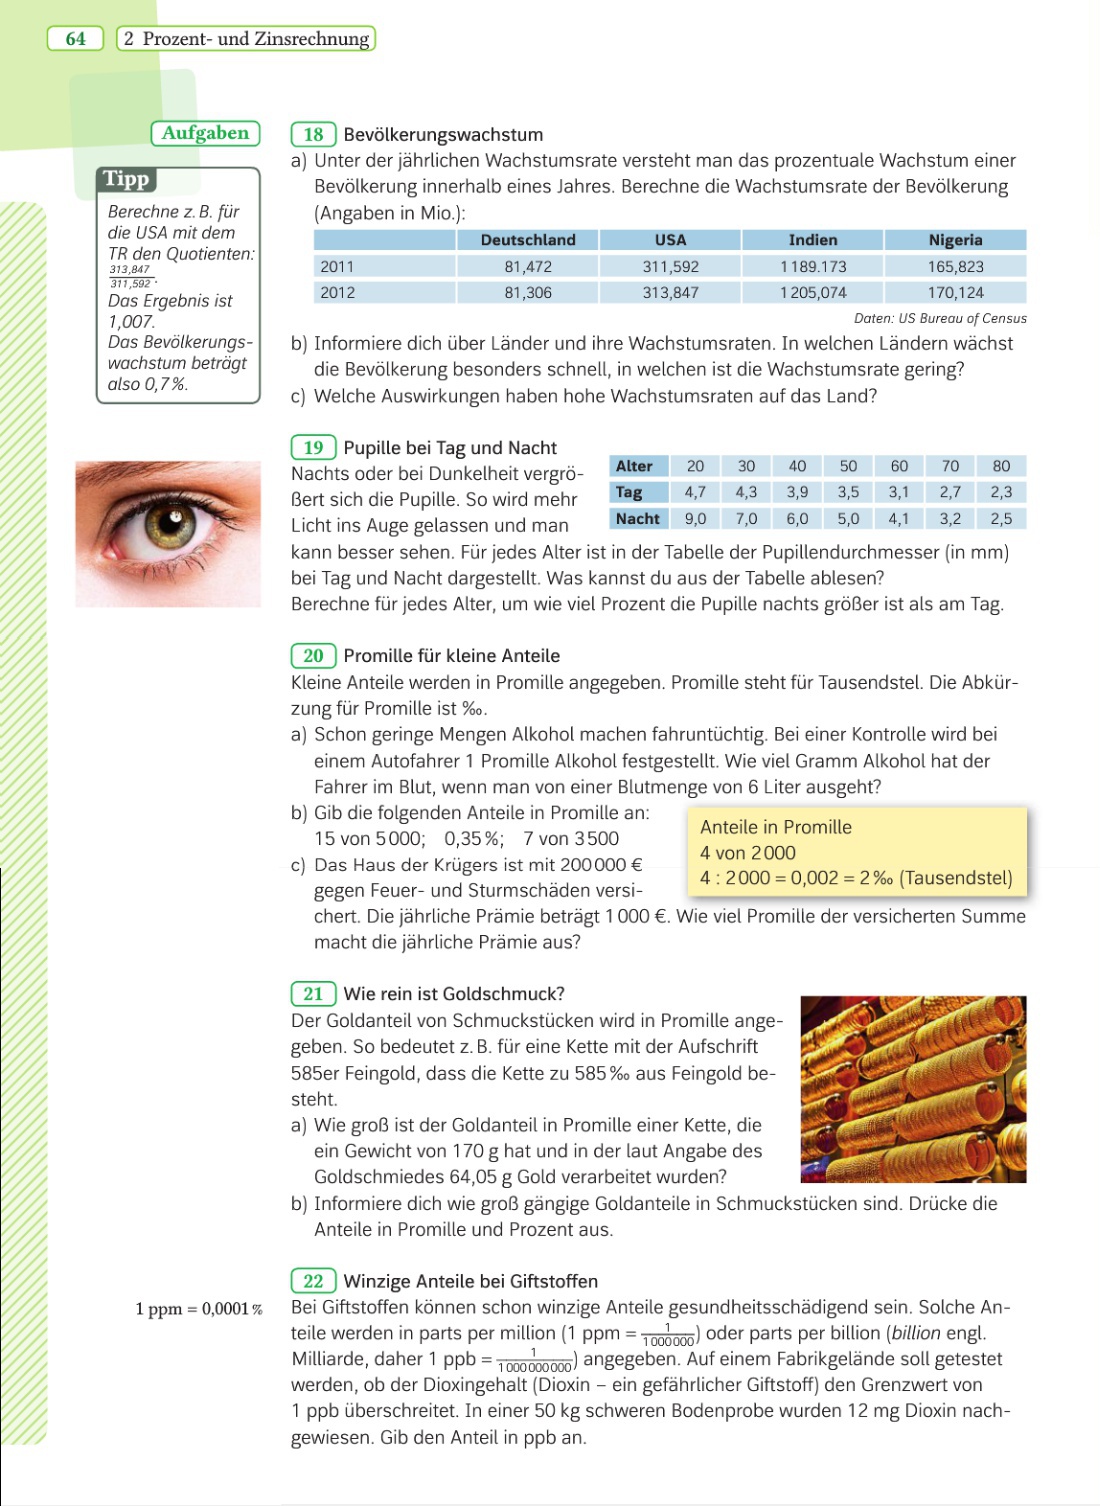 64 2 Prozent- und Zinsrechnung
Aufgaben
Tipp
Berechne z. B. für
die USA mit dem
TR den Quotienten:
313,847
311,592 .
Das Ergebnis ist
1,007.
Das Bevölkerungs-
wachstum beträgt
also 0,7 %.
18 Bevölkerungswachstum
a) Unter der jährlichen Wachstumsrate versteht man das prozentuale Wachstum einer
Bevölkerung innerhalb eines Jahres. Berechne die Wachstumsrate der Bevölkerung
(Angaben in Mio.):
Deutschland USA Indien Nigeria
2011 81,472 311,592 1 189.173 165,823
2012 81,306 313,847 1 205,074 170,124
Daten: US Bureau of Census
b) Informiere dich über Länder und ihre Wachstumsraten. In welchen Ländern wächst
die Bevölkerung besonders schnell, in welchen ist die Wachstumsrate gering?
c) Welche Auswirkungen haben hohe Wachstumsraten auf das Land?
19 Pupille bei Tag und Nacht
Nachts oder bei Dunkelheit vergrö-
ßert sich die Pupille. So wird mehr
Licht ins Auge gelassen und man
Alter 20 30 40 50 60 70 80
Tag 4,7 4,3 3,9 3,5 3,1 2,7 2,3
Nacht 9,0 7,0 6,0 5,0 4,1 3,2 2,5
kann besser sehen. Für jedes Alter ist in der Tabelle der Pupillendurchmesser (in mm)
bei Tag und Nacht dargestellt. Was kannst du aus der Tabelle ablesen?
Berechne für jedes Alter, um wie viel Prozent die Pupille nachts größer ist als am Tag.
20 Promille für kleine Anteile
Kleine Anteile werden in Promille angegeben. Promille steht für Tausendstel. Die Abkür-
zung für Promille ist ‰.
a) Schon geringe Mengen Alkohol machen fahruntüchtig. Bei einer Kontrolle wird bei
einem Autofahrer 1 Promille Alkohol festgestellt. Wie viel Gramm Alkohol hat der
Fahrer im Blut, wenn man von einer Blutmenge von 6 Liter ausgeht?
b) Gib die folgenden Anteile in Promille an:
15 von 5 000; 0,35 %; 7 von 3 500
Anteile in Promille
4 von 2 000
4 : 2 000 = 0,002 = 2 ‰ (Tausendstel)
c) Das Haus der Krügers ist mit 200 000 €
gegen Feuer- und Sturmschäden versi-
chert. Die jährliche Prämie beträgt 1 000 €. Wie viel Promille der versicherten Summe
macht die jährliche Prämie aus?
21 Wie rein ist Goldschmuck?
Der Goldanteil von Schmuckstücken wird in Promille ange-
geben. So bedeutet z. B. für eine Kette mit der Aufschrift
585er Feingold, dass die Kette zu 585 ‰ aus Feingold be-
steht.
a) Wie groß ist der Goldanteil in Promille einer Kette, die
ein Gewicht von 170 g hat und in der laut Angabe des
Goldschmiedes 64,05 g Gold verarbeitet wurden?
b) Informiere dich wie groß gängige Goldanteile in Schmuckstücken sind. Drücke die
Anteile in Promille und Prozent aus.
22 Winzige Anteile bei Giftstoffen
1 ppm = 0,0001 %
Bei Giftstoffen können schon winzige Anteile gesundheitsschädigend sein. Solche An-
teile werden in parts per million (1 ppm = 1/1 000 000) oder parts per billion (billion engl.
Milliarde, daher 1 ppb = 1/1 000 000 000) angegeben. Auf einem Fabrikgelände soll getestet
werden, ob der Dioxingehalt (Dioxin – ein gefährlicher Giftstoff) den Grenzwert von
1 ppb überschreitet. In einer 50 kg schweren Bodenprobe wurden 12 mg Dioxin nach-
gewiesen. Gib den Anteil in ppb an.